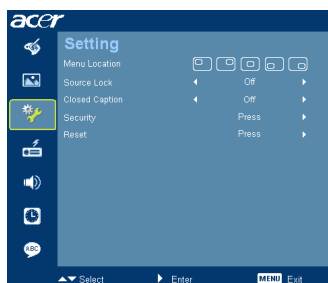 acer
Setting
Menu Location
Source Lock Off
Closed Caption Off
Security Press
Reset Press
ABC
Select Enter MENU Exit